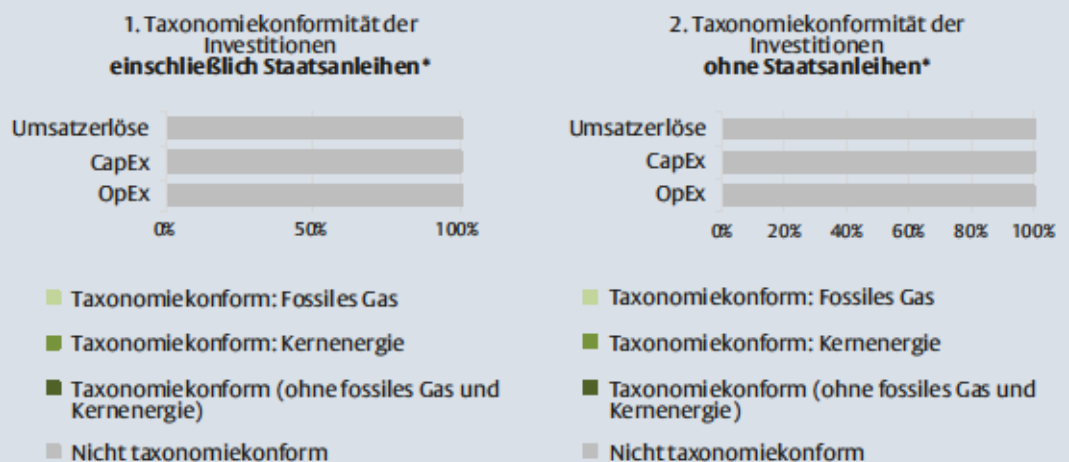 1. Taxonomiekonformität der
Investitionen
einschließlich Staatsanleihen*
Umsatzerlöse
CapEx
OpEx
0% 50% 100%
Taxonomiekonform: Fossiles Gas
Taxonomiekonform: Kernenergie
Taxonomiekonform (ohne fossiles Gas und
Kernenergie)
Nicht taxonomiekonform
2. Taxonomiekonformität der
Investitionen
ohne Staatsanleihen*
Umsatzerlöse
CapEx
OpEx
0% 20% 40% 60% 80% 100%
Taxonomiekonform: Fossiles Gas
Taxonomiekonform: Kernenergie
Taxonomiekonform (ohne fossiles Gas und
Kernenergie)
Nicht taxonomiekonform